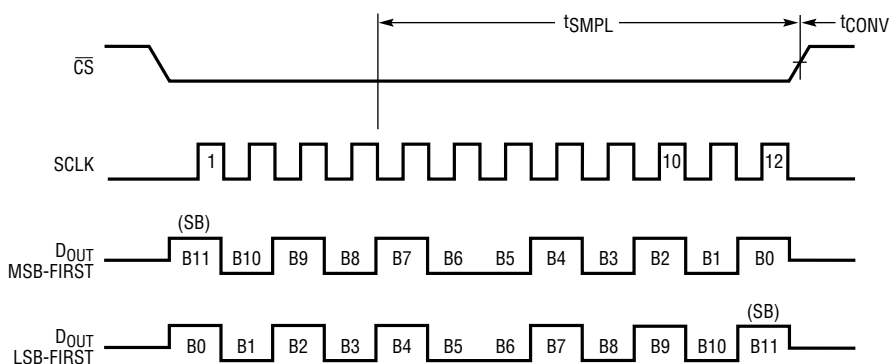 tSMPL tCONV
CS
SCLK 1 10 12
(SB)
DOUT
MSB-FIRST
B11 B10 B9 B8 B7 B6 B5 B4 B3 B2 B1 B0
(SB)
DOUT
LSB-FIRST
B0 B1 B2 B3 B4 B5 B6 B7 B8 B9 B10 B11